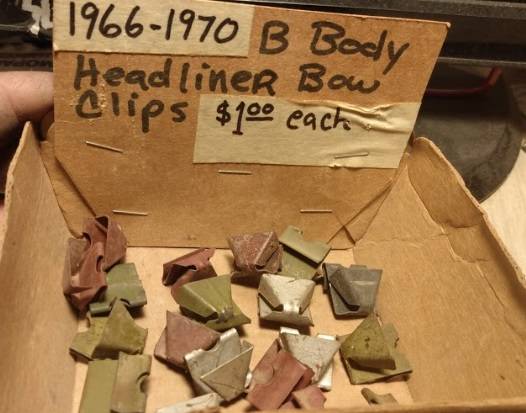 1966-1970 B Body
Headliner Bow
Clips $1.00 each